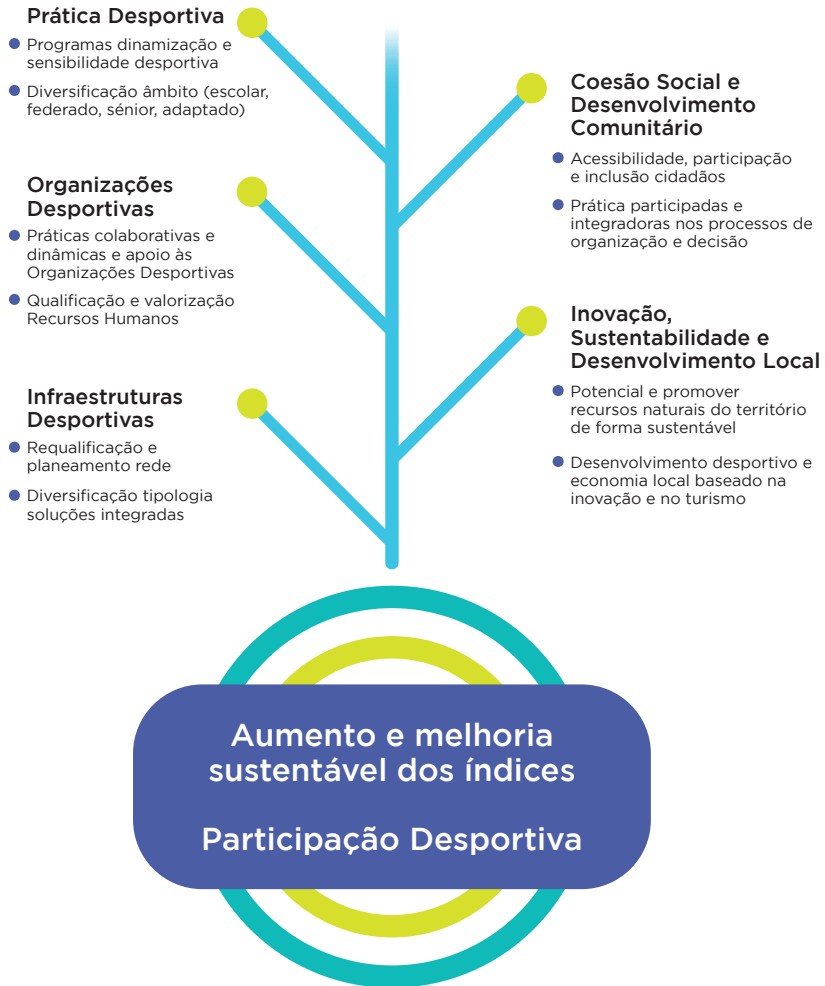 Prática Desportiva
Programas dinamização e
sensibilidade desportiva
Diversificação âmbito (escolar,
federado, sénior, adaptado)
Organizações
Desportivas
Práticas colaborativas e
dinâmicas e apoio às
Organizações Desportivas
Qualificação e valorização
Recursos Humanos
Infraestruturas
Desportivas
Requalificação e
planeamento rede
Diversificação tipologia
soluções integradas
Coesão Social e
Desenvolvimento
Comunitário
Acessibilidade, participação
e inclusão cidadãos
Prática participadas e
integradoras nos processos de
organização e decisão
Inovação,
Sustentabilidade e
Desenvolvimento Local
Potencial e promover
recursos naturais do território
de forma sustentável
Desenvolvimento desportivo e
economia local baseado na
inovação e no turismo
Aumento e melhoria
sustentável dos índices
Participação Desportiva